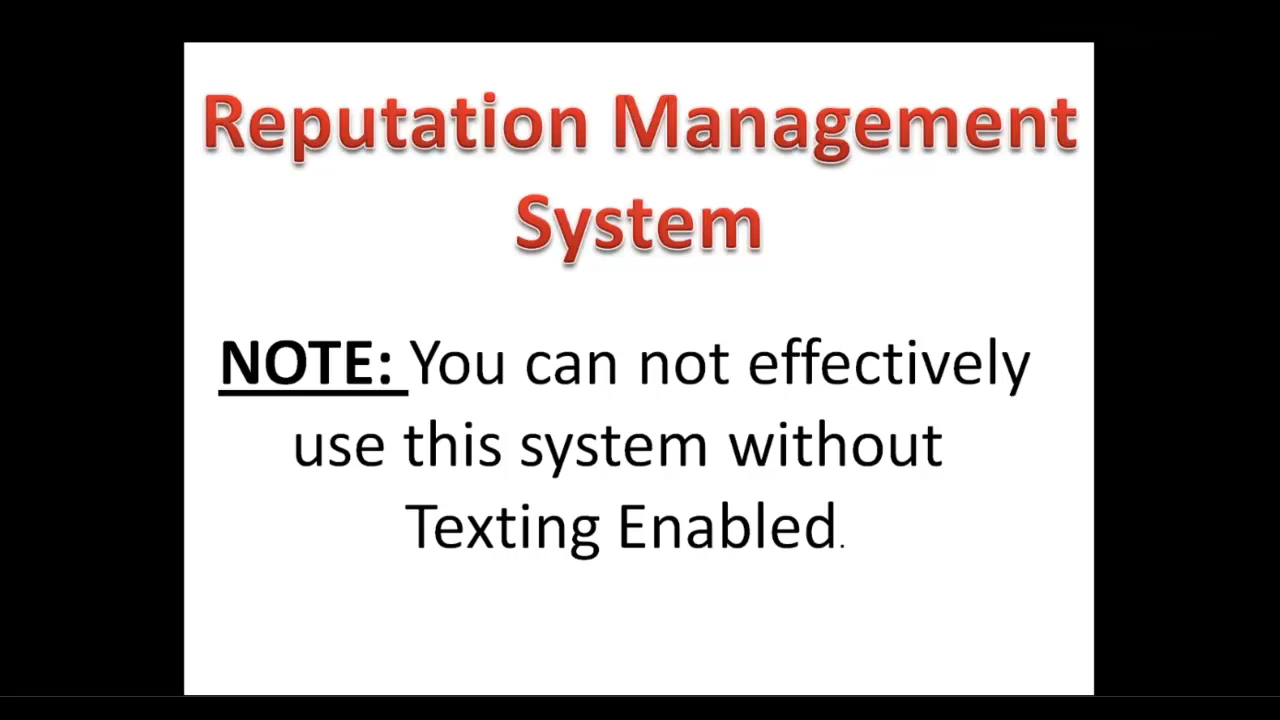 Reputation Management
System
NOTE: You can not effectively
use this system without
Texting Enabled.